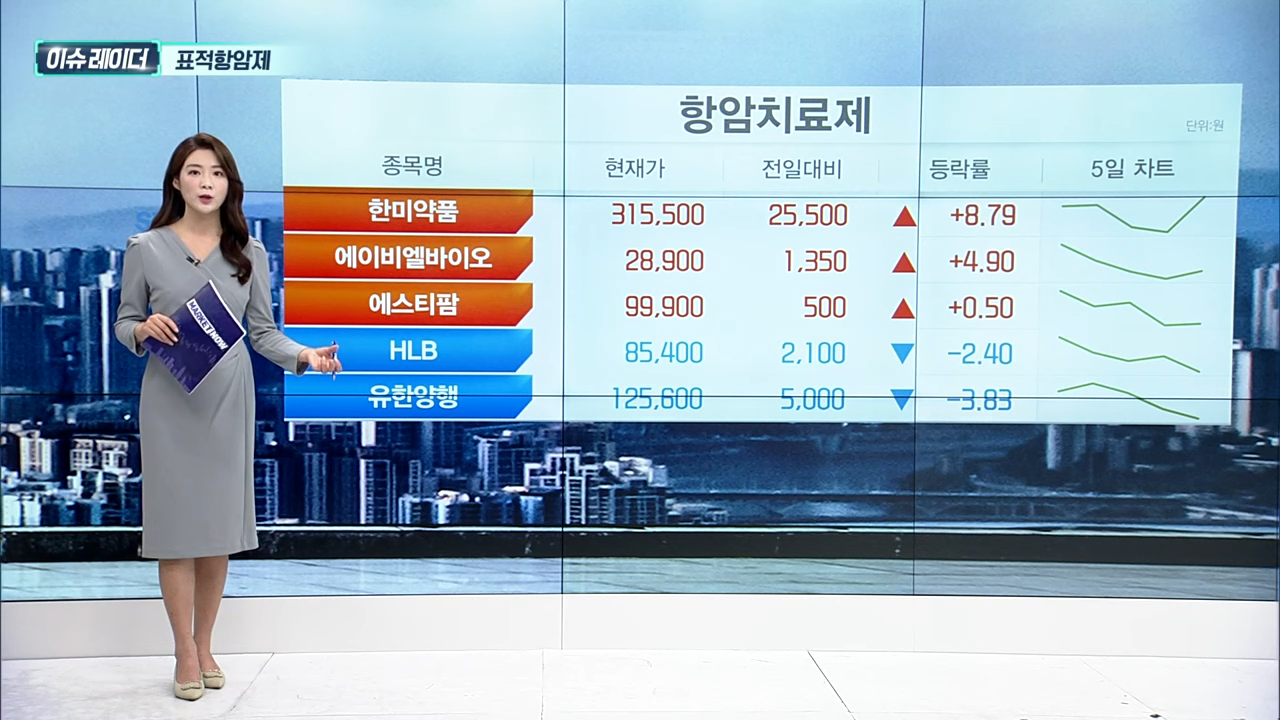 이슈 레이더 표적항암제
항암치료제
단위:원
종목명 현재가 전일대비 등락률 5일 차트
한미약품 315,500 25,500 ▲ +8.79
에이비엘바이오 28,900 1,350 ▲ +4.90
에스티팜 99,900 500 ▲ +0.50
HLB 85,400 2,100 ▼ -2.40
유한양행 125,600 5,000 ▼ -3.83
MARKET NOW